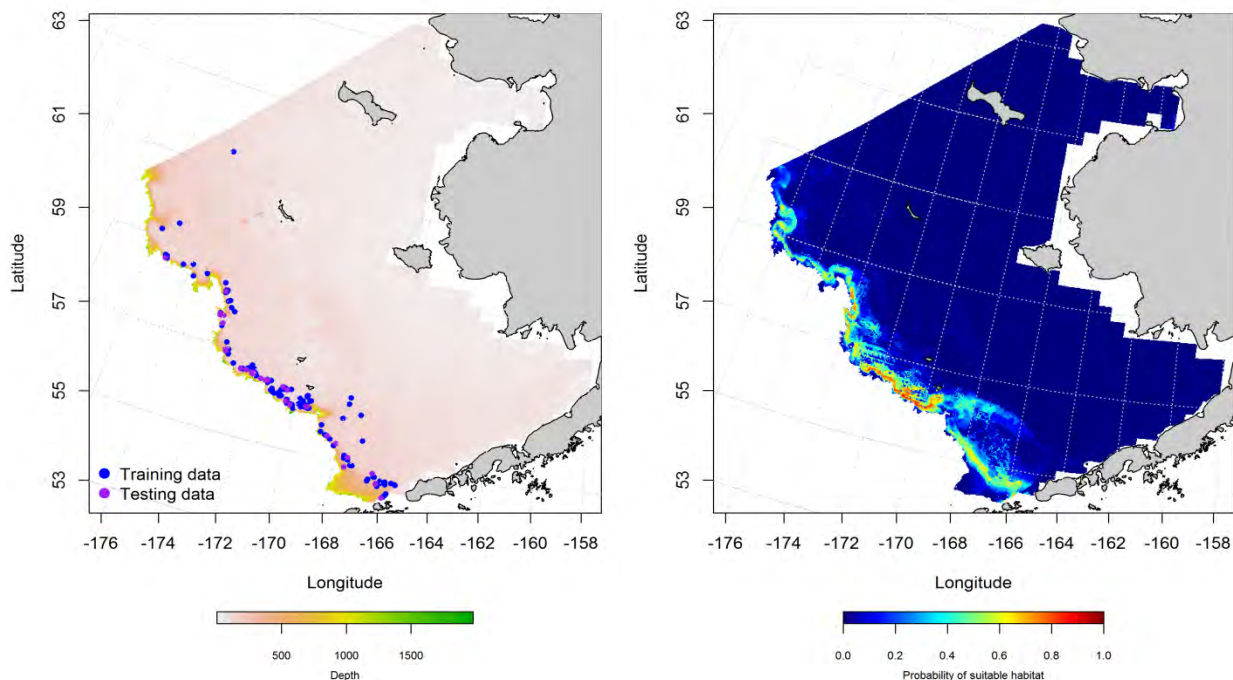 63
61
59
57
55
53
Latitude
Training data
Testing data
-176 -174 -172 -170 -168 -166 -164 -162 -160 -158
Longitude
500 1000 1500
Depth
63
61
59
57
55
53
Latitude
-176 -174 -172 -170 -168 -166 -164 -162 -160 -158
Longitude
0.0 0.2 0.4 0.6 0.8 1.0
Probability of suitable habitat